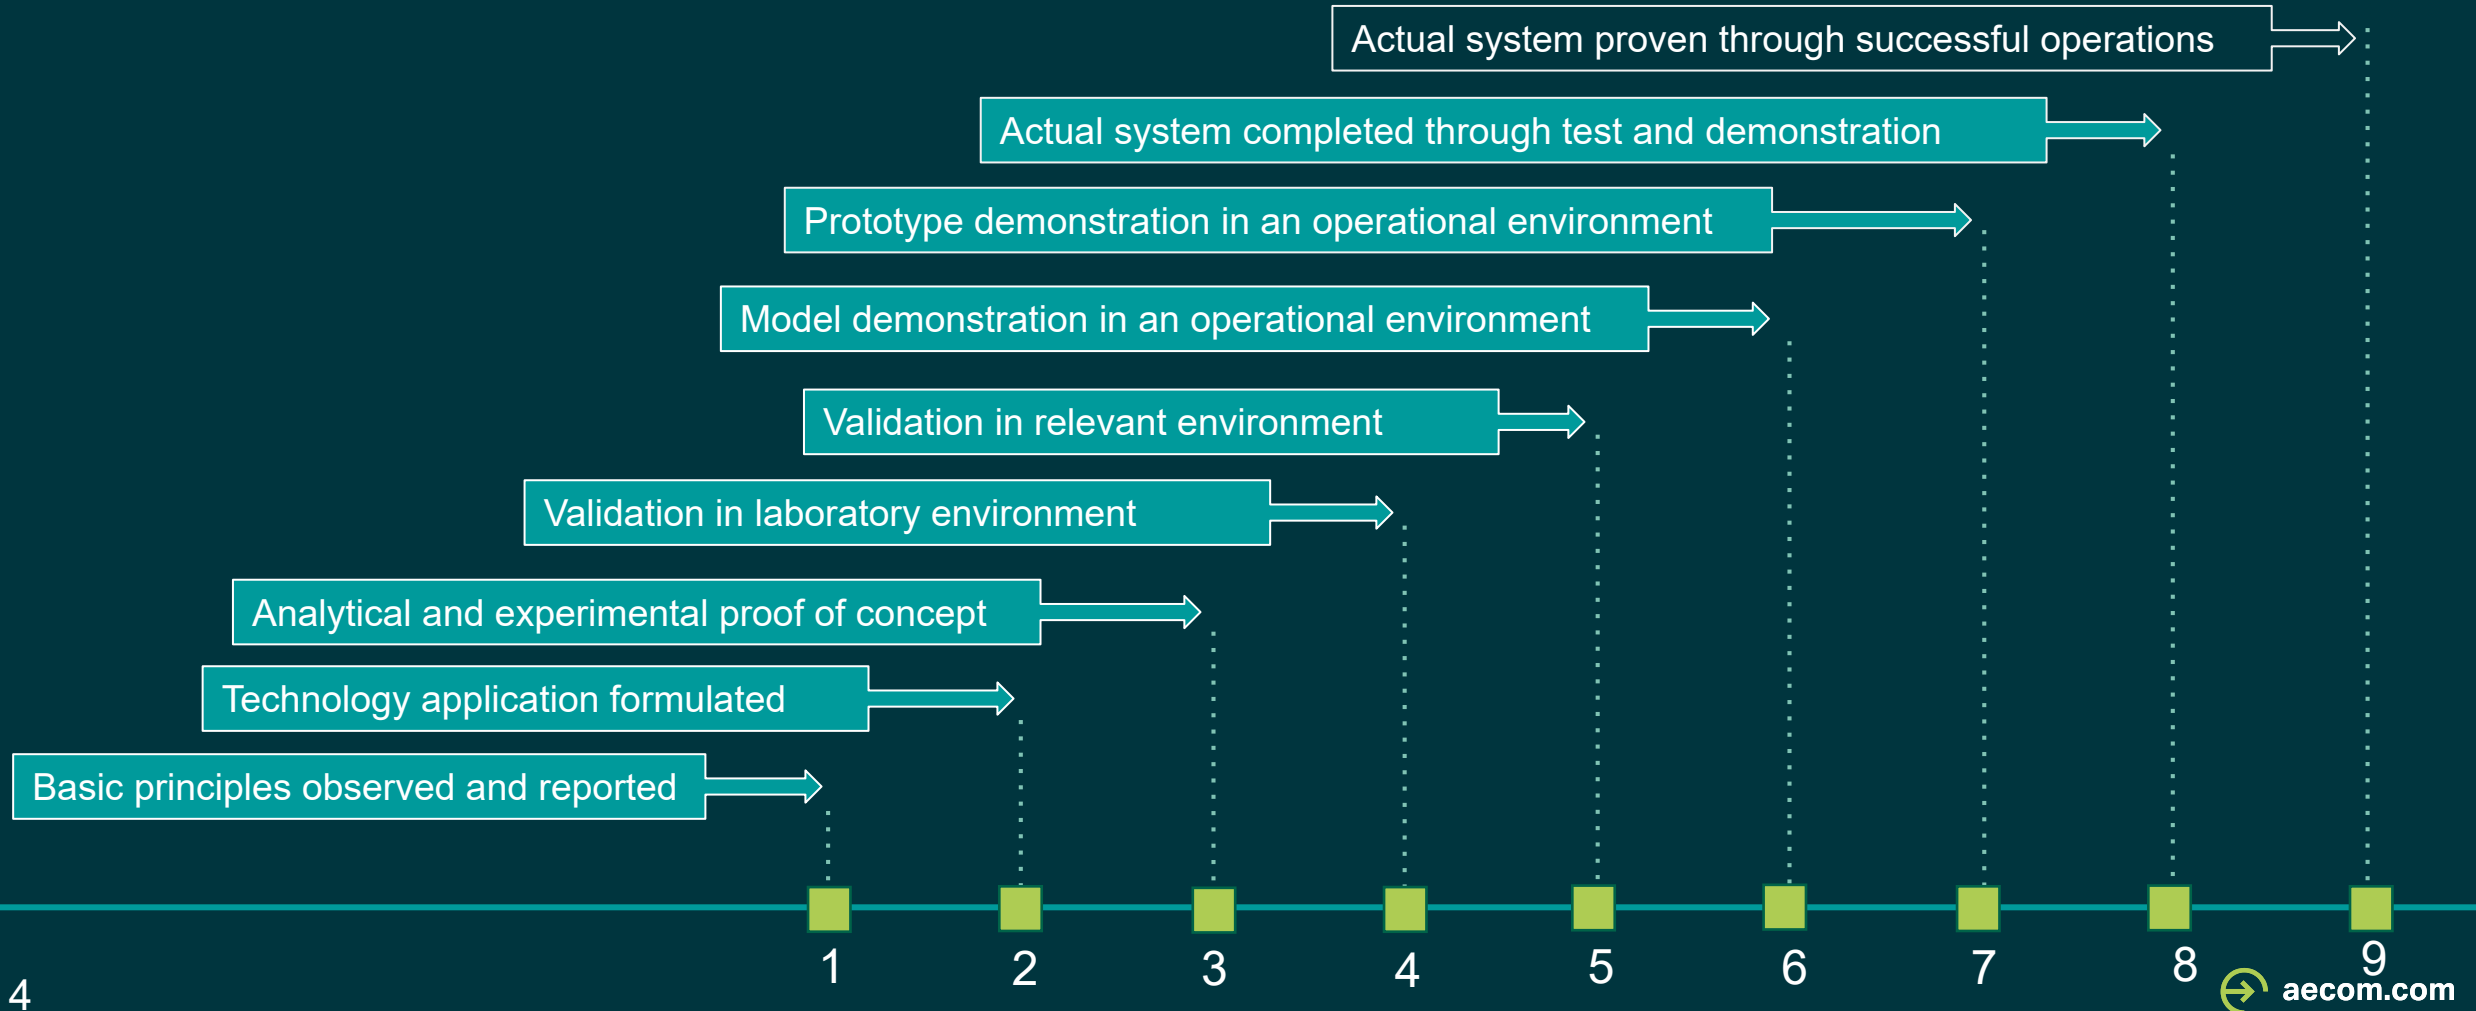 Actual system proven through successful operations
Actual system completed through test and demonstration
Prototype demonstration in an operational environment
Model demonstration in an operational environment
Validation in relevant environment
Validation in laboratory environment
Analytical and experimental proof of concept
Technology application formulated
Basic principles observed and reported
1 2 3 4 5 6 7 8 9
4
aecom.com